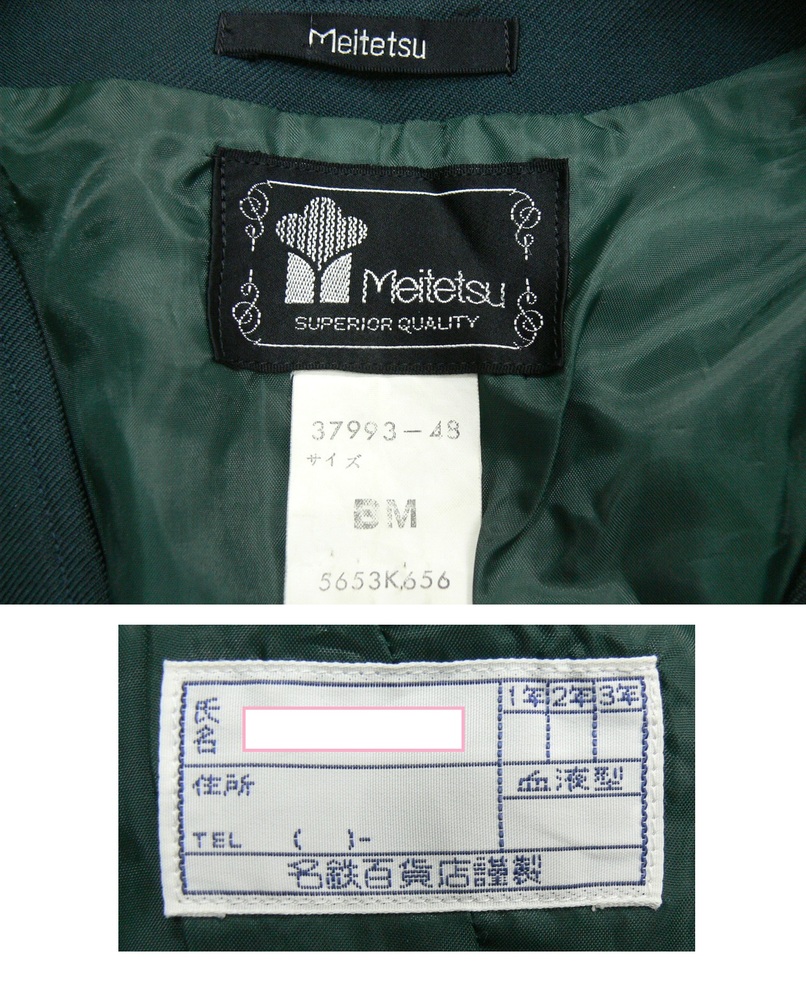 Meitetsu
Meitetsu
SUPERIOR QUALITY
37993-48
サイズ
BM
5653K656
氏名
1年 2年 3年
住所
血液型
TEL ( )-
名鉄百貨店謹製